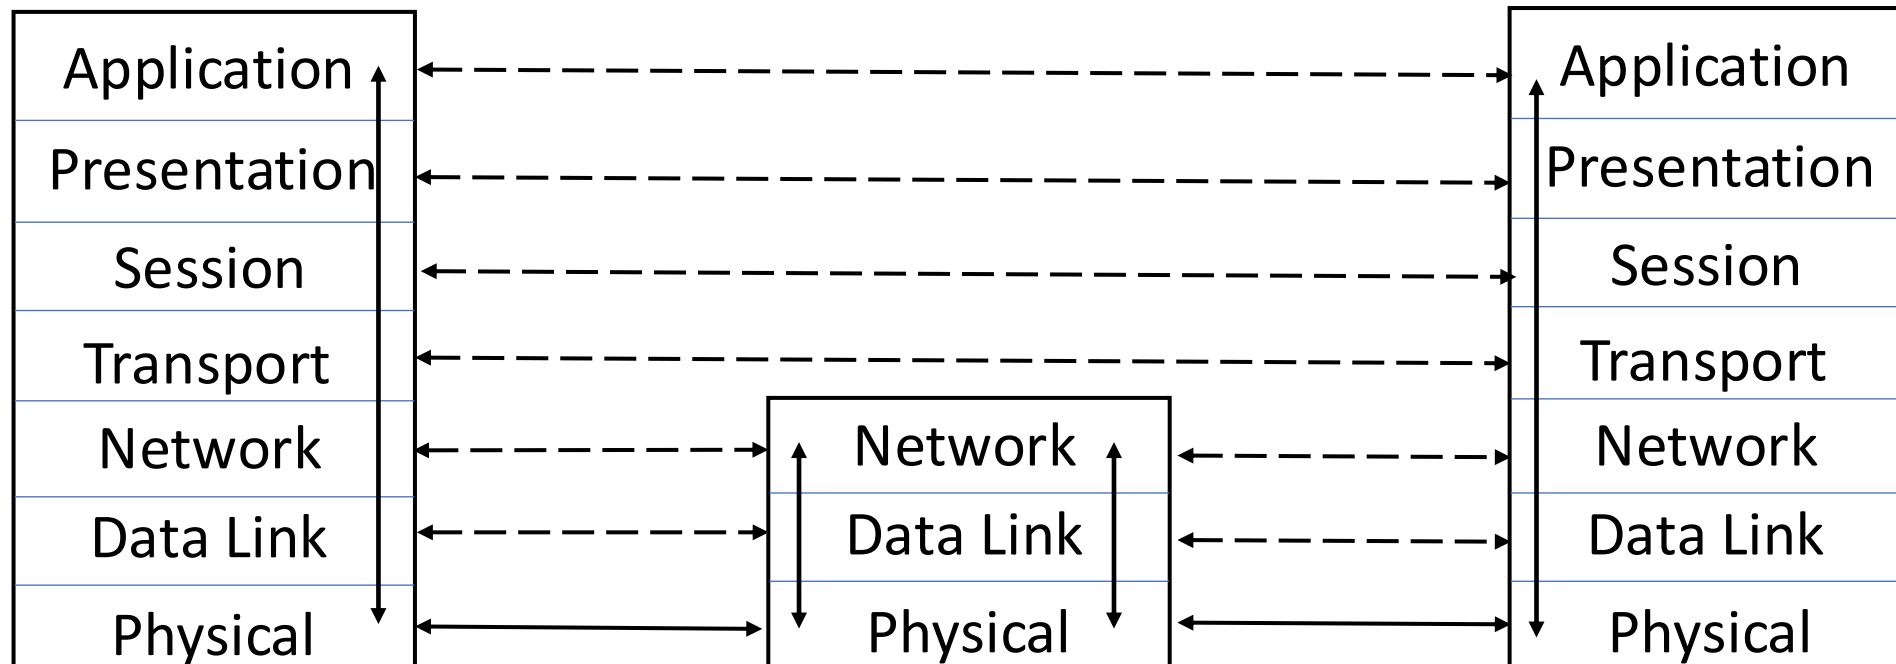 Application
Presentation
Session
Transport
Network
Data Link
Physical
Network
Data Link
Physical
Application
Presentation
Session
Transport
Network
Data Link
Physical